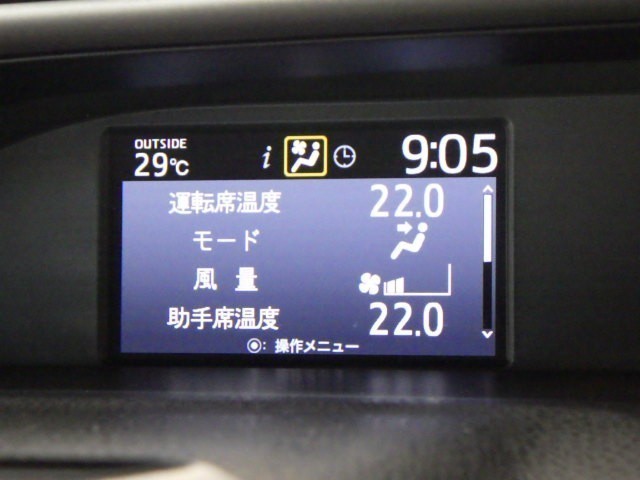 OUTSIDE
29℃ i 9:05
運転席温度 22.0
モード
風量
助手席温度 22.0
◉: 操作メニュー